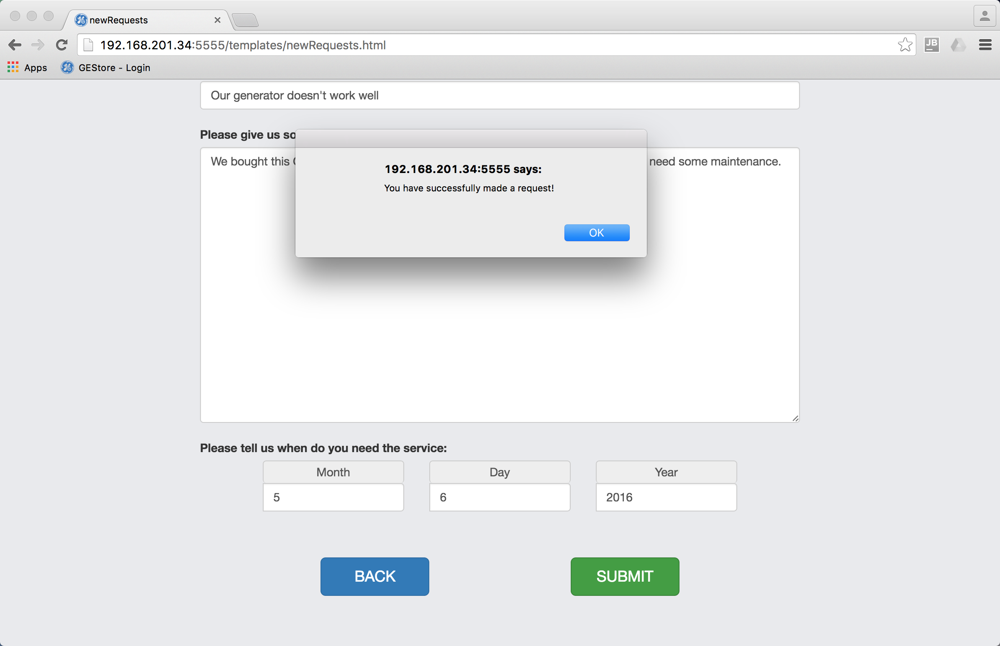 newRequests
192.168.201.34:5555/templates/newRequests.html
JB
Apps
GEStore - Login
Our generator doesn't work well
Please give us so
We bought this need some maintenance.
192.168.201.34:5555 says:
You have successfully made a request!
OK
Please tell us when do you need the service:
Month Day Year
5 6 2016
BACK SUBMIT